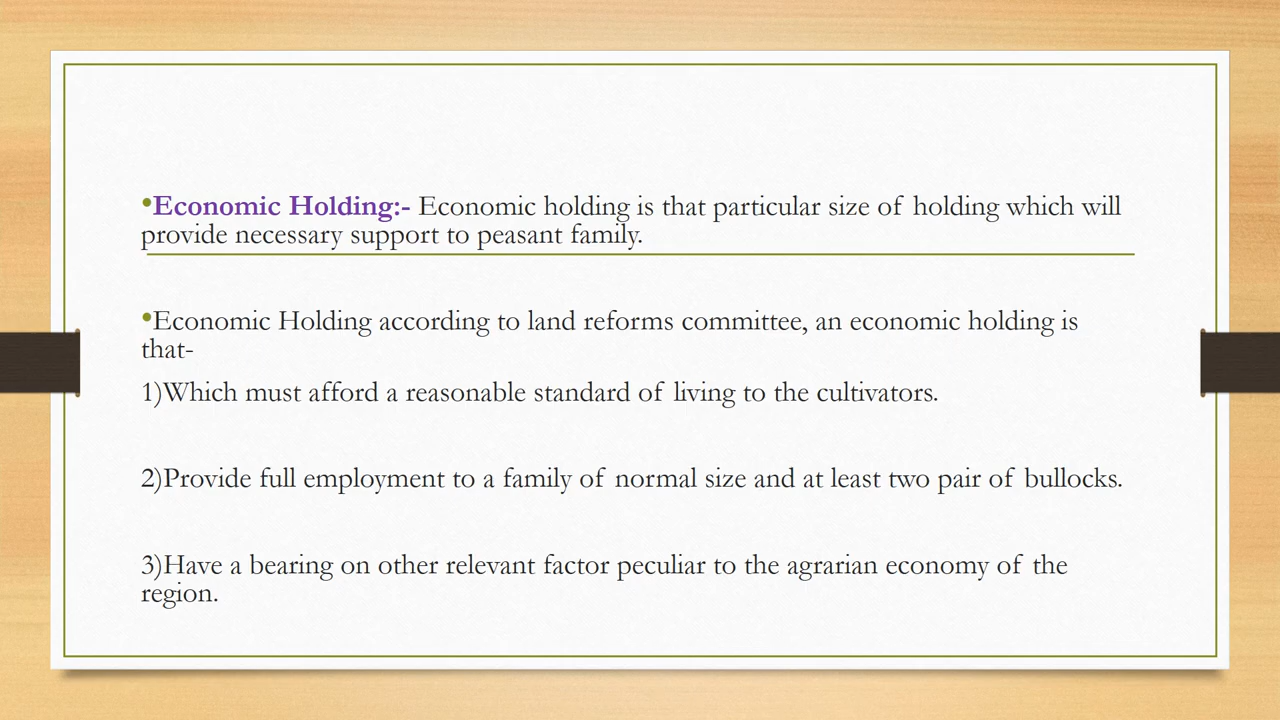 •Economic Holding:- Economic holding is that particular size of holding which will
provide necessary support to peasant family.
•Economic Holding according to land reforms committee, an economic holding is
that-
1)Which must afford a reasonable standard of living to the cultivators.
2)Provide full employment to a family of normal size and at least two pair of bullocks.
3)Have a bearing on other relevant factor peculiar to the agrarian economy of the
region.